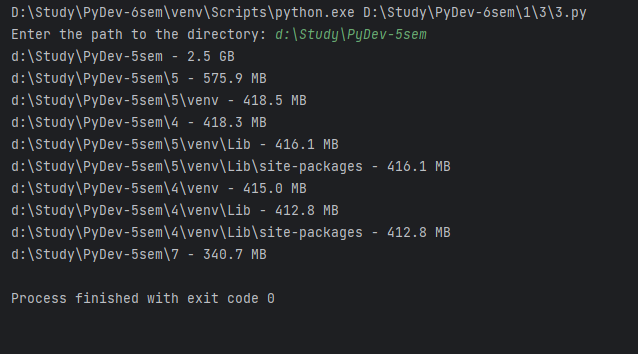 D:\Study\PyDev-6sem\venv\Scripts\python.exe D:\Study\PyDev-6sem\1\3\3.py
Enter the path to the directory: d:\Study\PyDev-5sem
d:\Study\PyDev-5sem - 2.5 GB
d:\Study\PyDev-5sem\5 - 575.9 MB
d:\Study\PyDev-5sem\5\venv - 418.5 MB
d:\Study\PyDev-5sem\4 - 418.3 MB
d:\Study\PyDev-5sem\5\venv\Lib - 416.1 MB
d:\Study\PyDev-5sem\5\venv\Lib\site-packages - 416.1 MB
d:\Study\PyDev-5sem\4\venv - 415.0 MB
d:\Study\PyDev-5sem\4\venv\Lib - 412.8 MB
d:\Study\PyDev-5sem\4\venv\Lib\site-packages - 412.8 MB
d:\Study\PyDev-5sem\7 - 340.7 MB
Process finished with exit code 0